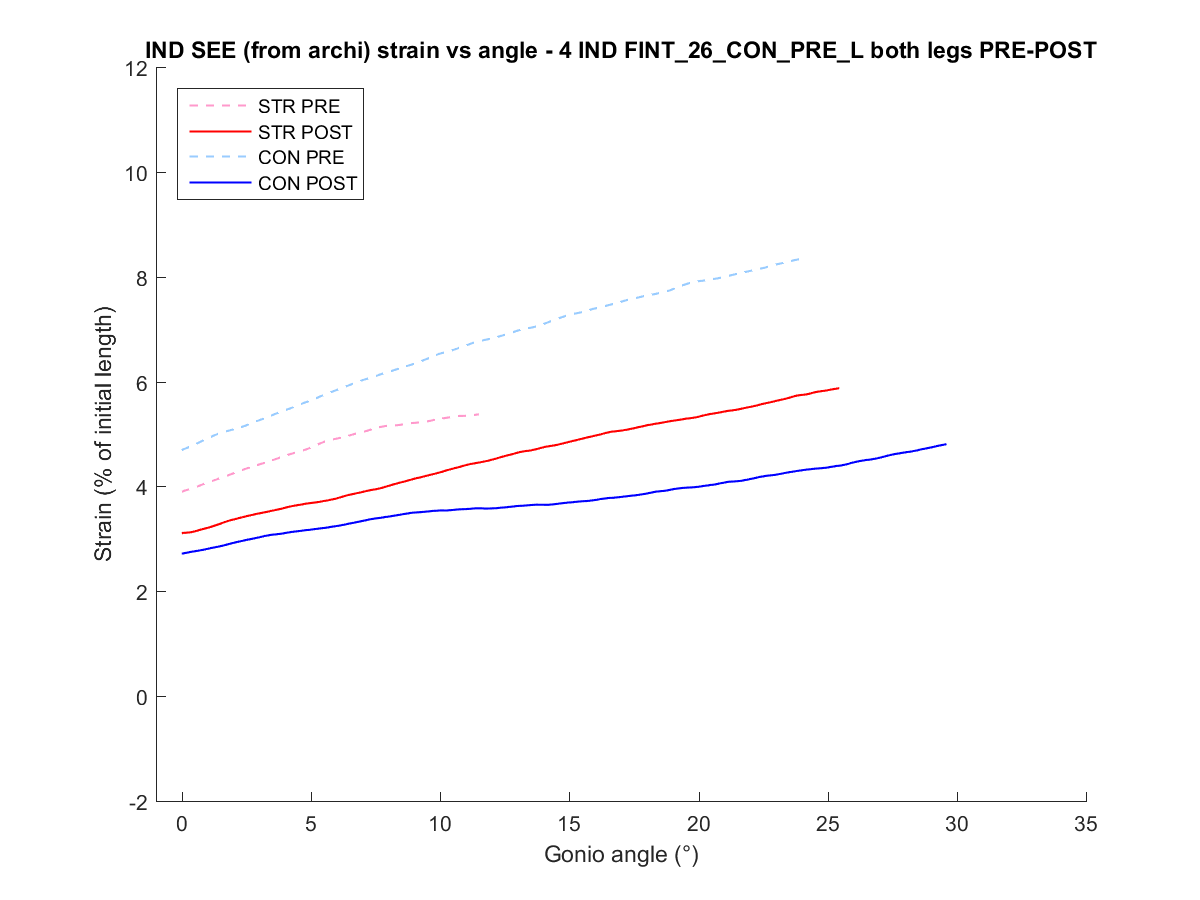 IND SEE (from archi) strain vs angle - 4 IND FINT_26_CON_PRE_L both legs PRE-POST
12
10
8
6
4
2
0
-2
STR PRE
STR POST
CON PRE
CON POST
Strain (% of initial length)
0 5 10 15 20 25 30 35
Gonio angle (°)